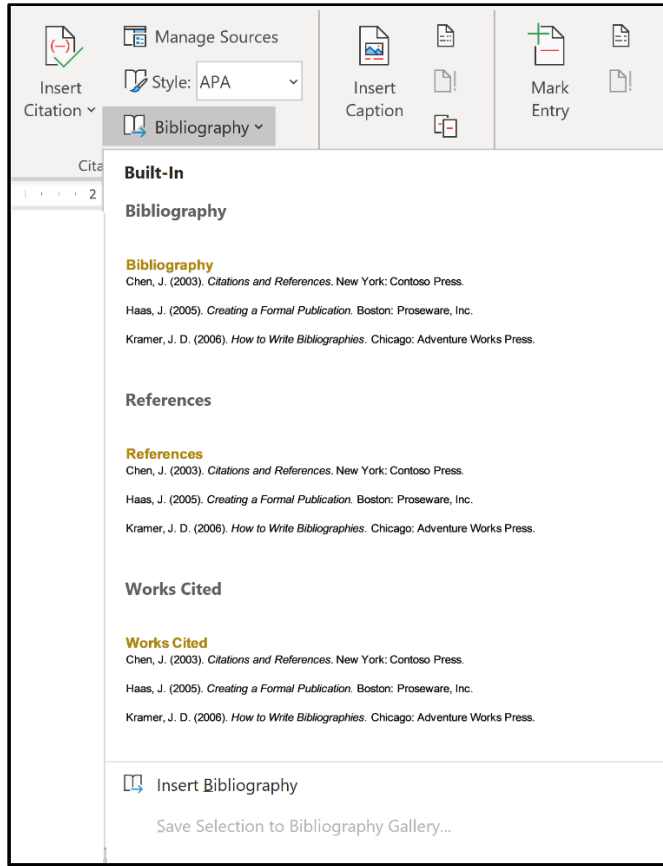 Manage Sources
Insert
Citation
Style: APA
Bibliography
Insert
Caption
Mark
Entry
Cita
2
Built-In
Bibliography
Bibliography
Chen, J. (2003). Citations and References. New York: Contoso Press.
Haas, J. (2005). Creating a Formal Publication. Boston: Proseware, Inc.
Kramer, J. D. (2006). How to Write Bibliographies. Chicago: Adventure Works Press.
References
References
Chen, J. (2003). Citations and References. New York: Contoso Press.
Haas, J. (2005). Creating a Formal Publication. Boston: Proseware, Inc.
Kramer, J. D. (2006). How to Write Bibliographies. Chicago: Adventure Works Press.
Works Cited
Works Cited
Chen, J. (2003). Citations and References. New York: Contoso Press.
Haas, J. (2005). Creating a Formal Publication. Boston: Proseware, Inc.
Kramer, J. D. (2006). How to Write Bibliographies. Chicago: Adventure Works Press.
Insert Bibliography
Save Selection to Bibliography Gallery...